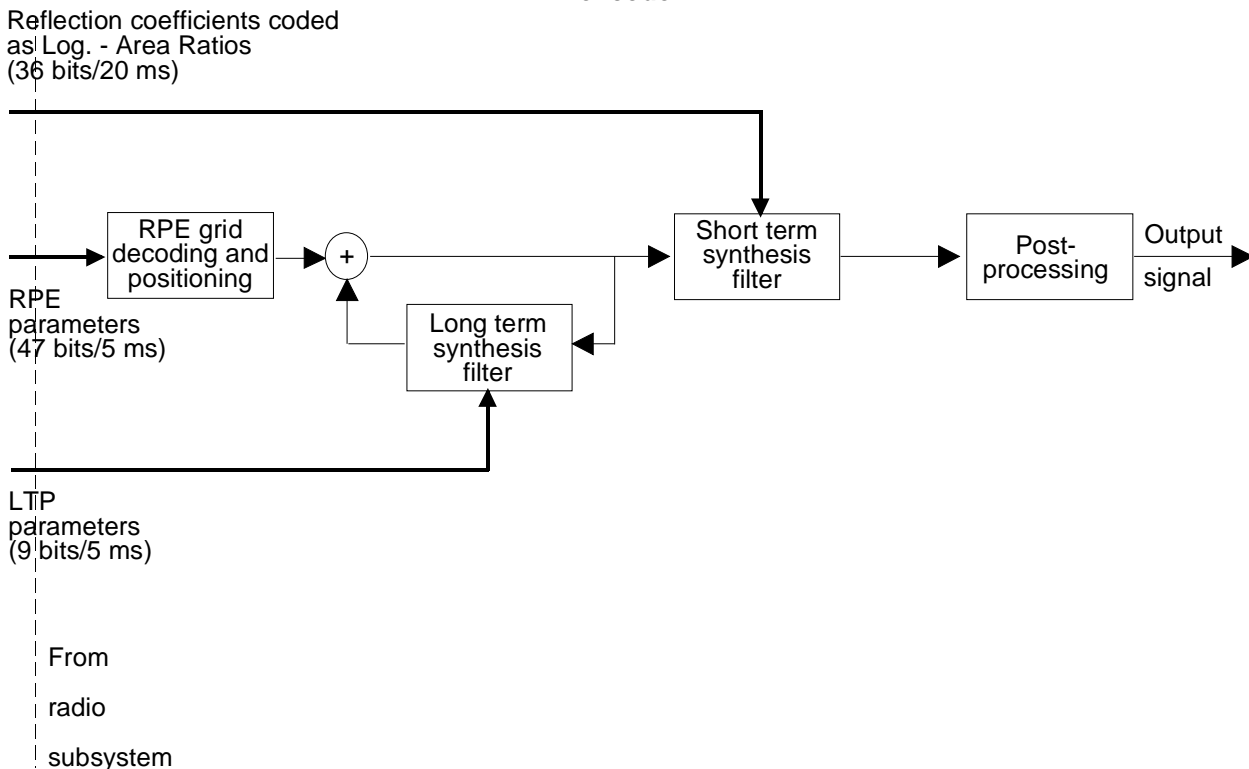 Reflection coefficients coded
as Log. - Area Ratios
(36 bits/20 ms)
RPE grid
decoding and
positioning
+
Short term
synthesis
filter
Post-
processing
Output
signal
RPE
parameters
(47 bits/5 ms)
Long term
synthesis
filter
LTP
parameters
(9 bits/5 ms)
From
radio
subsystem